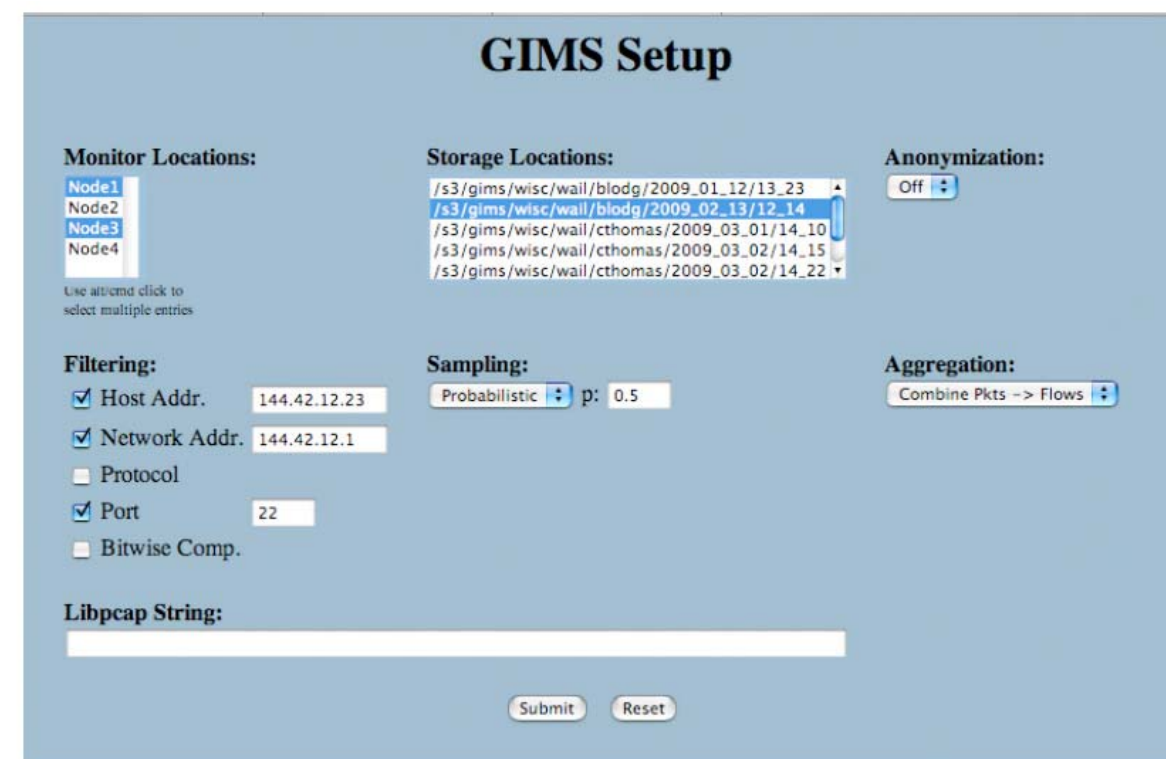 GIMS Setup
Monitor Locations:
Node1
Node2
Node3
Node4
Use alt/cmd click to
select multiple entries
Storage Locations:
/s3/gims/wisc/wail/blodg/2009_01_12/13_23
/s3/gims/wisc/wail/blodg/2009_02_13/12_14
/s3/gims/wisc/wail/cthomas/2009_03_01/14_10
/s3/gims/wisc/wail/cthomas/2009_03_02/14_15
/s3/gims/wisc/wail/cthomas/2009_03_02/14_22
Anonymization:
Off
Filtering:
Host Addr. 144.42.12.23
Network Addr. 144.42.12.1
Protocol
Port 22
Bitwise Comp.
Sampling:
Probabilistic p: 0.5
Aggregation:
Combine Pkts -> Flows
Libpcap String:
Submit Reset